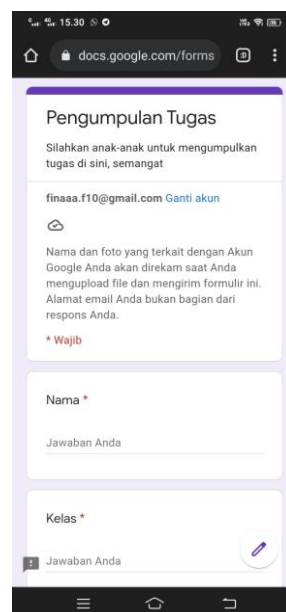 15.30
docs.google.com/forms
Pengumpulan Tugas
Silahkan anak-anak untuk mengumpulkan
tugas di sini, semangat
finaaa.f10@gmail.com Ganti akun
Nama dan foto yang terkait dengan Akun
Google Anda akan direkam saat Anda
mengupload file dan mengirim formulir ini.
Alamat email Anda bukan bagian dari
respons Anda.
* Wajib
Nama *
Jawaban Anda
Kelas *
Jawaban Anda